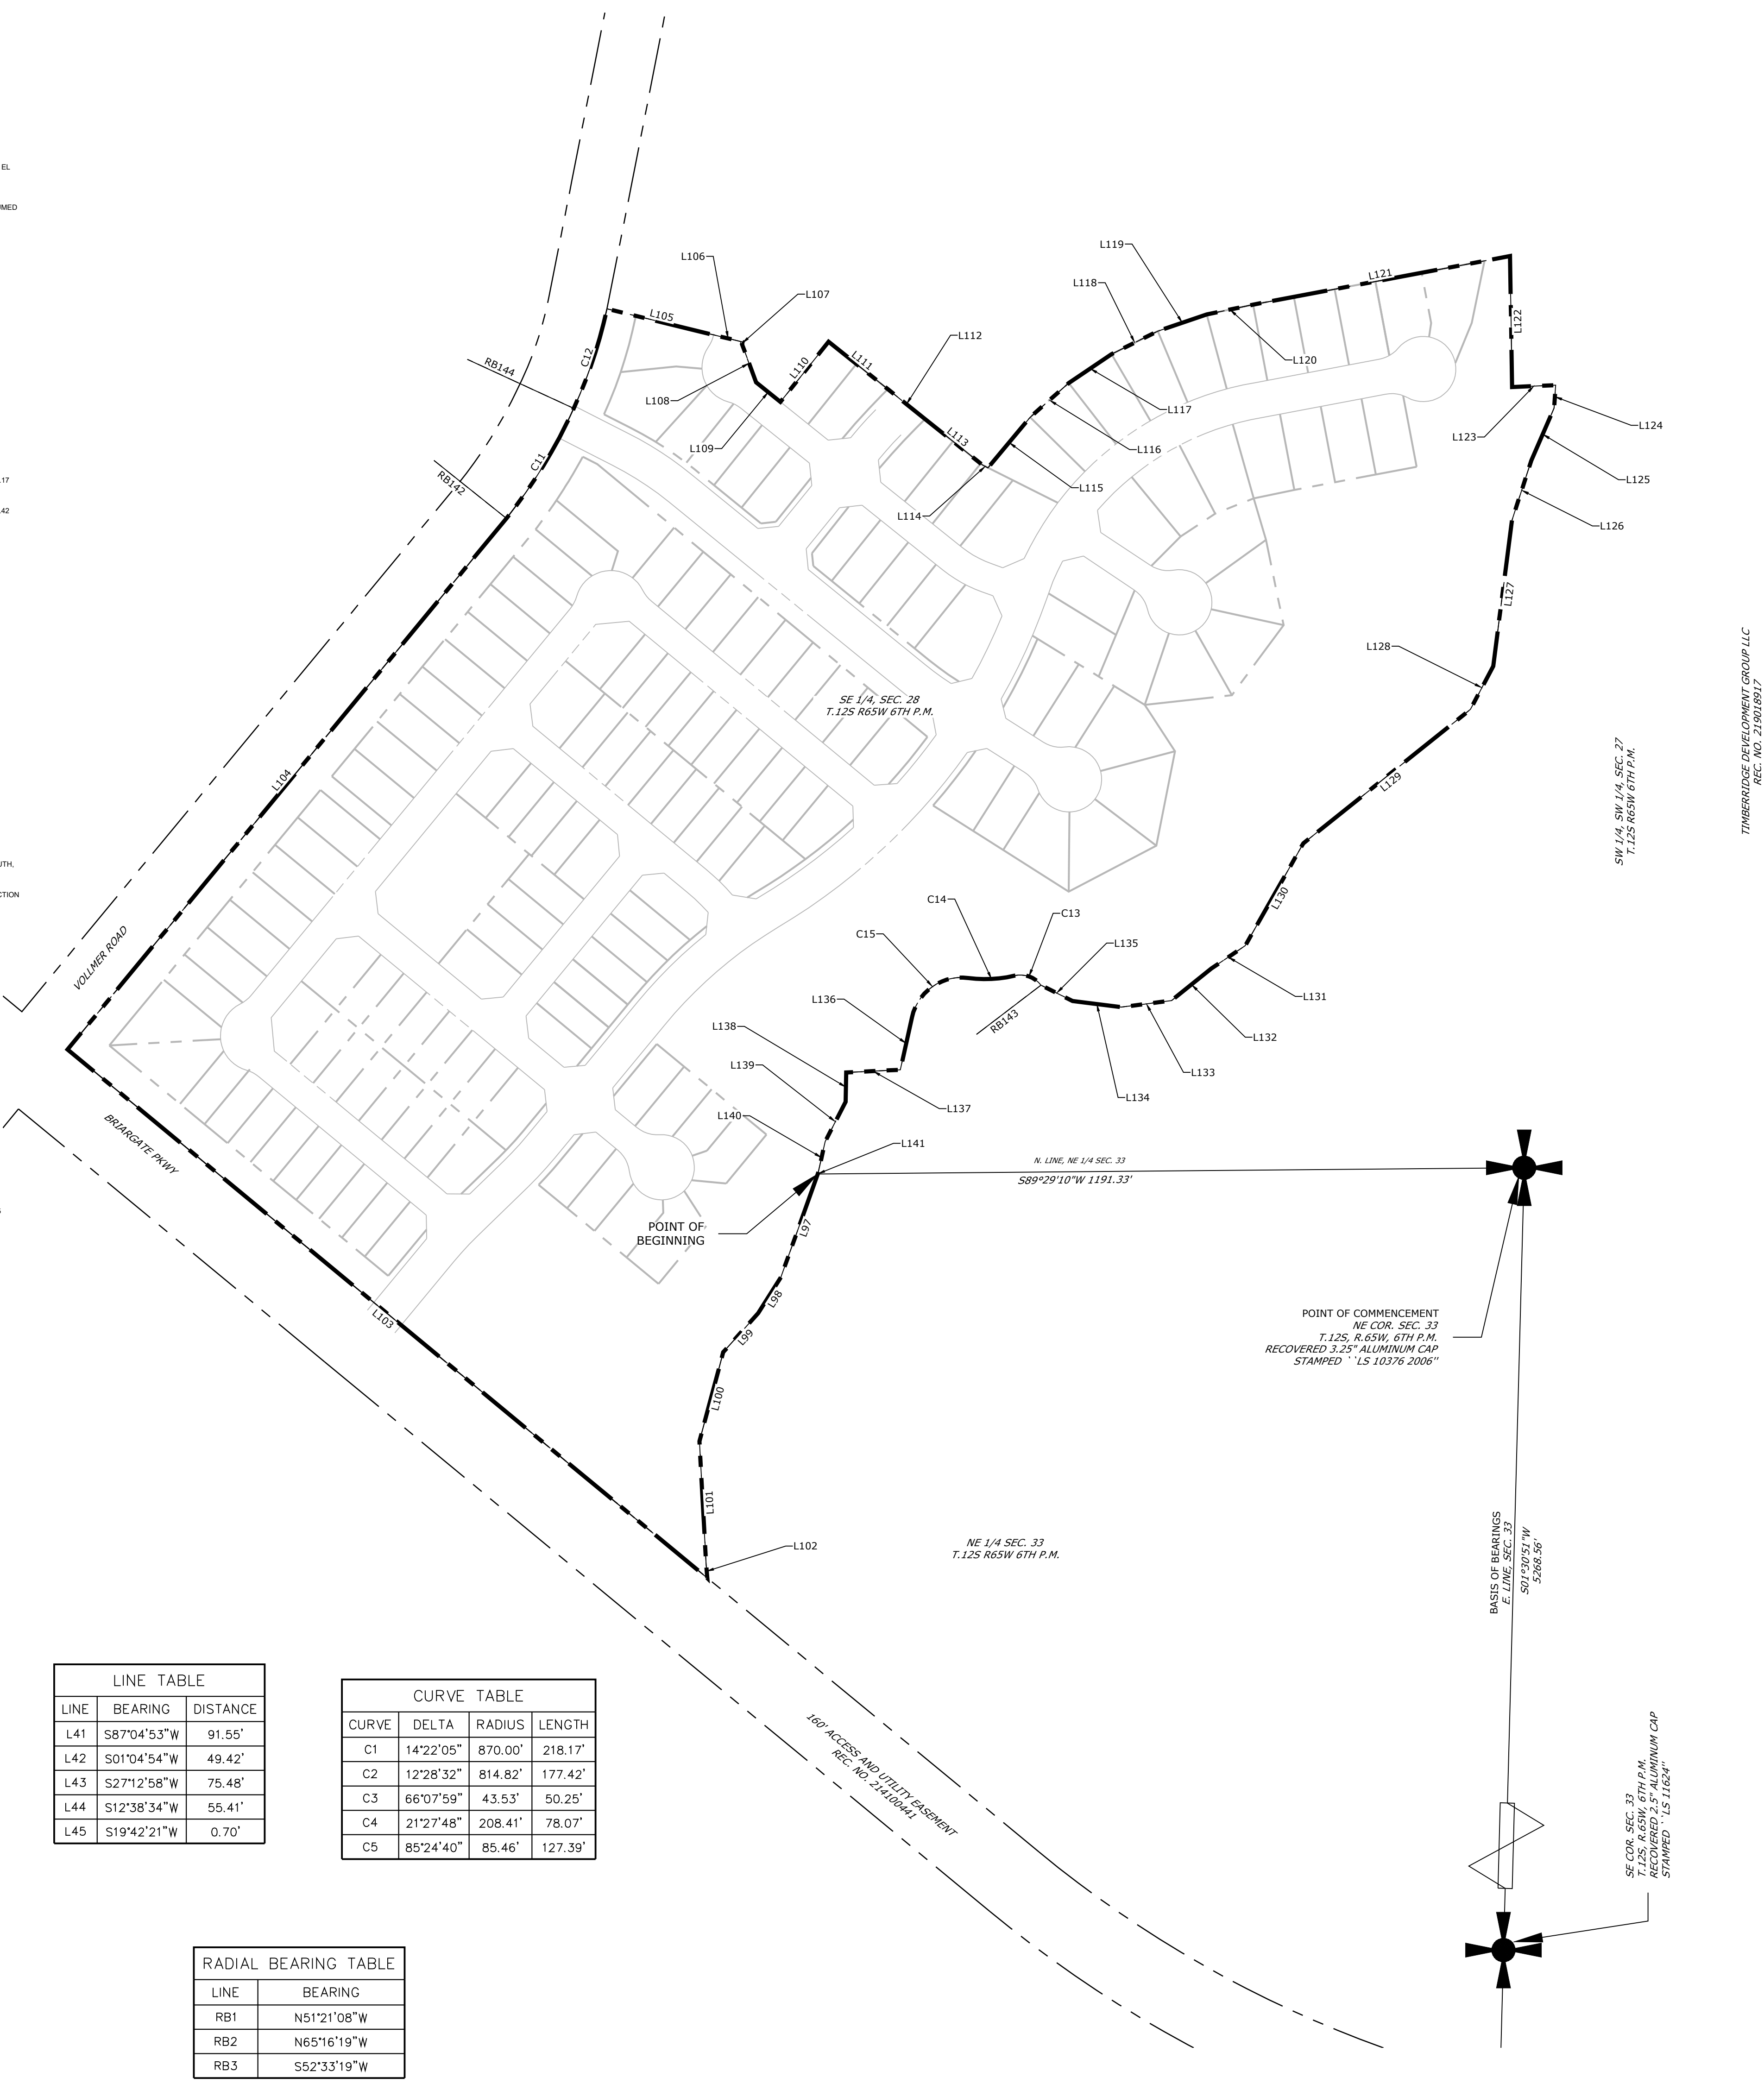 EL
MED
.17
.42
UTH,
CTION
L106
L107
L105
L108
L109
L110
L111
L112
L113
L114
L115
L116
L117
L118
L119
L120
L121
L122
L123
L124
L125
L126
L127
L128
L129
L130
L131
L132
L133
L134
L135
L136
L137
L138
L139
L140
L141
C11
C12
C13
C14
C15
RB144
RB142
RB143
L104
VOLLMER ROAD
BRIARGATE PKWY
L103
L97
L98
L99
L100
L101
L102
SE 1/4, SEC. 28
T.12S R65W 6TH P.M.
SW 1/4, SW 1/4, SEC. 27
T.12S R65W 6TH P.M.
TIMBERRIDGE DEVELOPMENT GROUP LLC
REC. NO. 219018917
N. LINE, NE 1/4 SEC. 33
S89°29'10"W 1191.33'
POINT OF
BEGINNING
POINT OF COMMENCEMENT
NE COR. SEC. 33
T.12S, R.65W, 6TH P.M.
RECOVERED 3.25" ALUMINUM CAP
STAMPED ``LS 10376 2006"
NE 1/4 SEC. 33
T.12S R65W 6TH P.M.
BASIS OF BEARINGS
E. LINE, SEC. 33
S01°30'51"W
5268.56'
160' ACCESS AND UTILITY EASEMENT
REC. NO. 214100441
SE COR. SEC. 33
T.12S, R.65W, 6TH P.M.
RECOVERED 2.5" ALUMINUM CAP
STAMPED ``LS 11624"
LINE TABLE
LINE BEARING DISTANCE
L41 S87°04'53"W 91.55'
L42 S01°04'54"W 49.42'
L43 S27°12'58"W 75.48'
L44 S12°38'34"W 55.41'
L45 S19°42'21"W 0.70'
CURVE TABLE
CURVE DELTA RADIUS LENGTH
C1 14°22'05" 870.00' 218.17'
C2 12°28'32" 814.82' 177.42'
C3 66°07'59" 43.53' 50.25'
C4 21°27'48" 208.41' 78.07'
C5 85°24'40" 85.46' 127.39'
RADIAL BEARING TABLE
LINE BEARING
RB1 N51°21'08"W
RB2 N65°16'19"W
RB3 S52°33'19"W